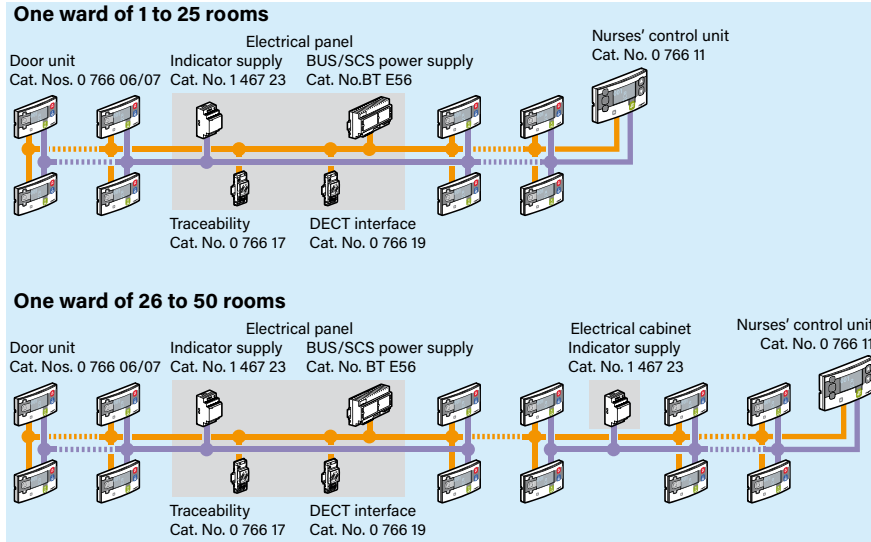 One ward of 1 to 25 rooms
Electrical panel
Door unit
Cat. Nos. 0 766 06/07
Indicator supply
Cat. No. 1 467 23
BUS/SCS power supply
Cat. No.BT E56
Nurses' control unit
Cat. No. 0 766 11
Traceability
Cat. No. 0 766 17
DECT interface
Cat. No. 0 766 19
One ward of 26 to 50 rooms
Electrical panel
Door unit
Cat. Nos. 0 766 06/07
Indicator supply
Cat. No. 1 467 23
BUS/SCS power supply
Cat. No. BT E56
Electrical cabinet
Indicator supply
Cat. No. 1 467 23
Nurses' control unit
Cat. No. 0 766 11
Traceability
Cat. No. 0 766 17
DECT interface
Cat. No. 0 766 19